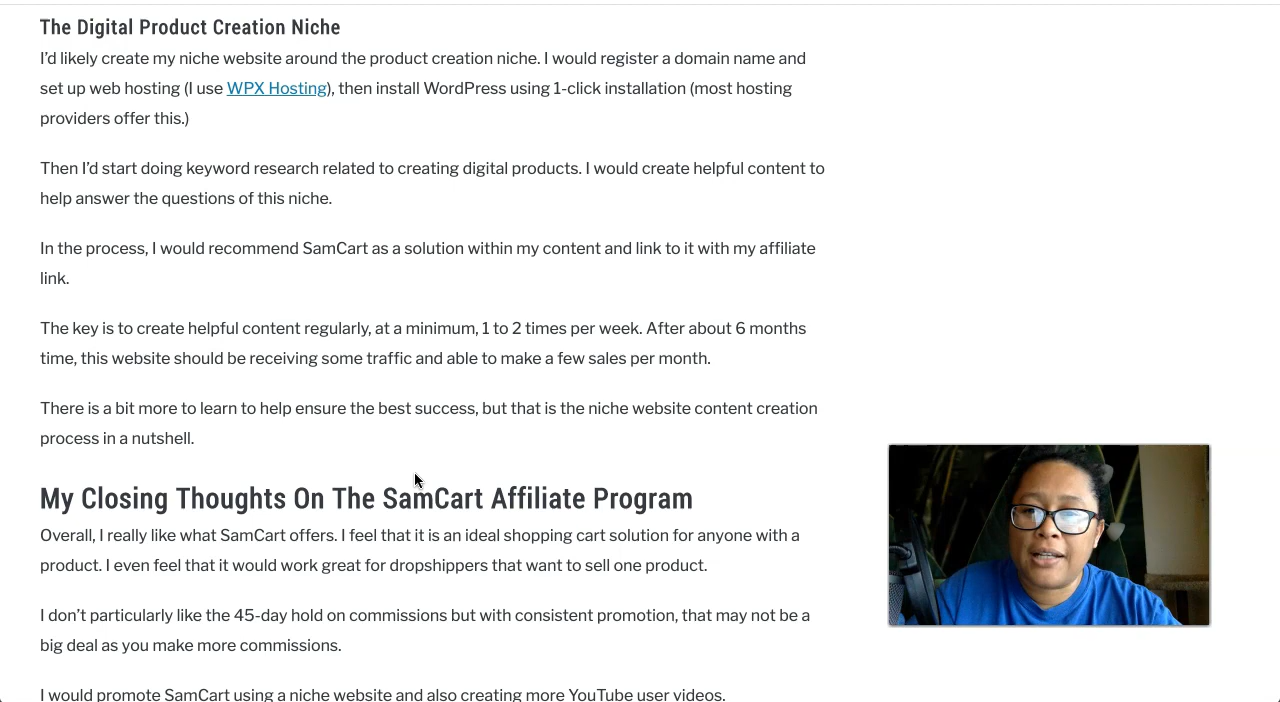 The Digital Product Creation Niche
I’d likely create my niche website around the product creation niche. I would register a domain name and
set up web hosting (I use WPX Hosting), then install WordPress using 1-click installation (most hosting
providers offer this.)
Then I’d start doing keyword research related to creating digital products. I would create helpful content to
help answer the questions of this niche.
In the process, I would recommend SamCart as a solution within my content and link to it with my affiliate
link.
The key is to create helpful content regularly, at a minimum, 1 to 2 times per week. After about 6 months
time, this website should be receiving some traffic and able to make a few sales per month.
There is a bit more to learn to help ensure the best success, but that is the niche website content creation
process in a nutshell.
My Closing Thoughts On The SamCart Affiliate Program
Overall, I really like what SamCart offers. I feel that it is an ideal shopping cart solution for anyone with a
product. I even feel that it would work great for dropshippers that want to sell one product.
I don’t particularly like the 45-day hold on commissions but with consistent promotion, that may not be a
big deal as you make more commissions.
I would promote SamCart using a niche website and also creating more YouTube user videos.